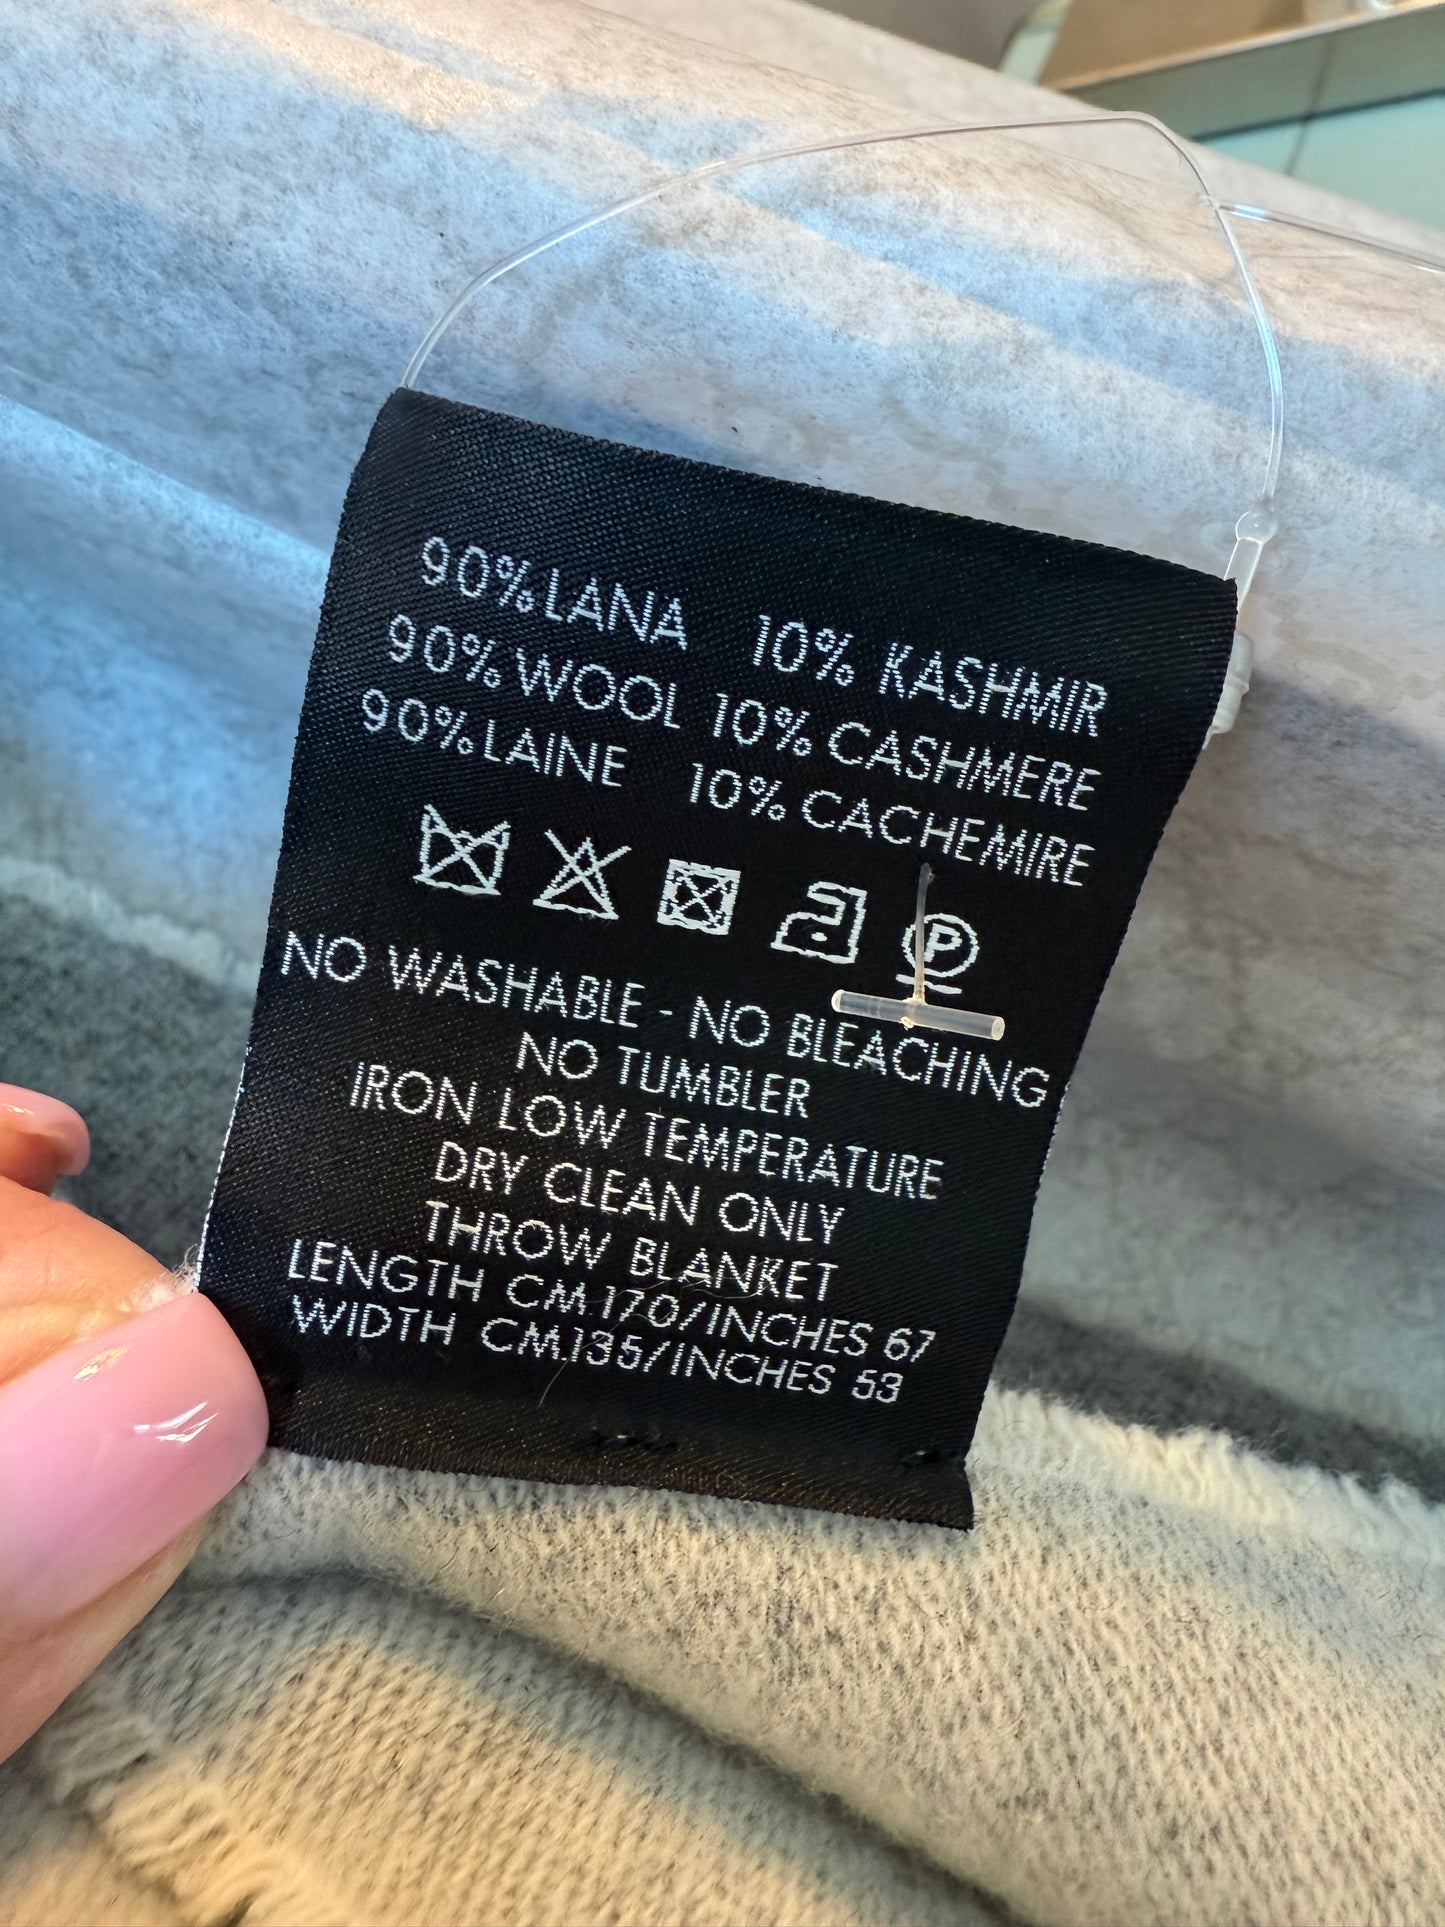 90% LANA 10% KASHMIR
90% WOOL 10% CASHMERE
90% LAINE 10% CACHEMIRE
P
NO WASHABLE - NO BLEACHING
NO TUMBLER
IRON LOW TEMPERATURE
DRY CLEAN ONLY
THROW BLANKET
LENGTH CM.170/INCHES 67
WIDTH CM.135/INCHES 53